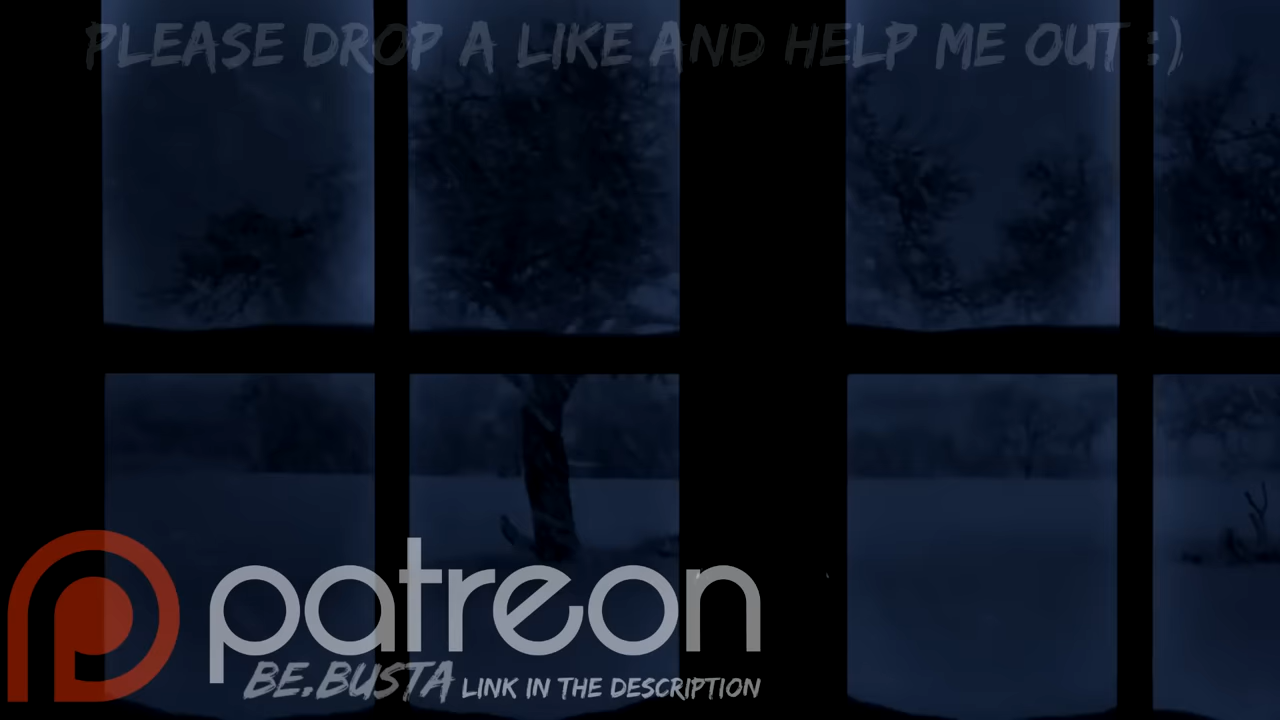 PLEASE DROP A LIKE AND HELP ME OUT :)
patreon
BE.BUSTA LINK IN THE DESCRIPTION